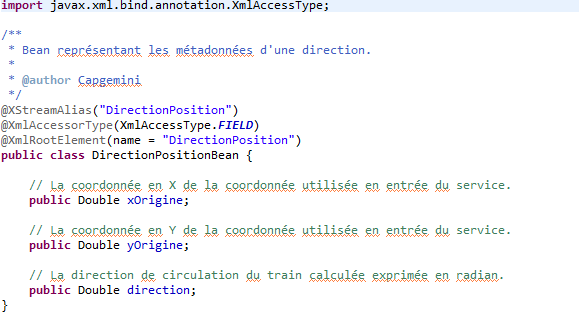 import javax.xml.bind.annotation.XmlAccessType;
/**
* Bean représentant les métadonnées d'une direction.
*
* @author Capgemini
*/
@XStreamAlias("DirectionPosition")
@XmlAccessorType(XmlAccessType.FIELD)
@XmlRootElement(name = "DirectionPosition")
public class DirectionPositionBean {
// La coordonnée en X de la coordonnée utilisée en entrée du service.
public Double xOrigine;
// La coordonnée en Y de la coordonnée utilisée en entrée du service.
public Double yOrigine;
// La direction de circulation du train calculée exprimée en radian.
public Double direction;
}